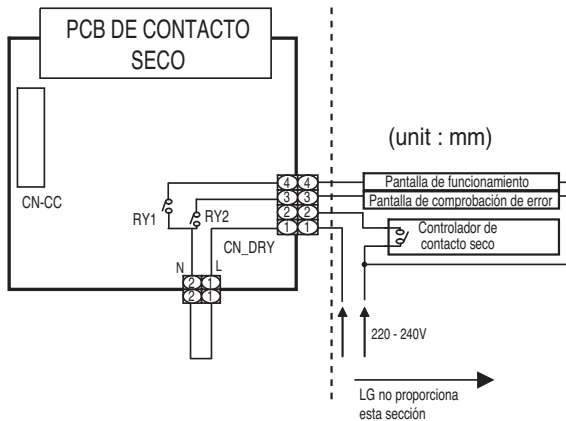 PCB DE CONTACTO
SECO
(unit : mm)
CN-CC
RY1
RY2
CN_DRY
N
L
4 4
3 3
2 2
1 1
2 1
2 1
Pantalla de funcionamiento
Pantalla de comprobación de error
Controlador de
contacto seco
220 - 240V
LG no proporciona
esta sección